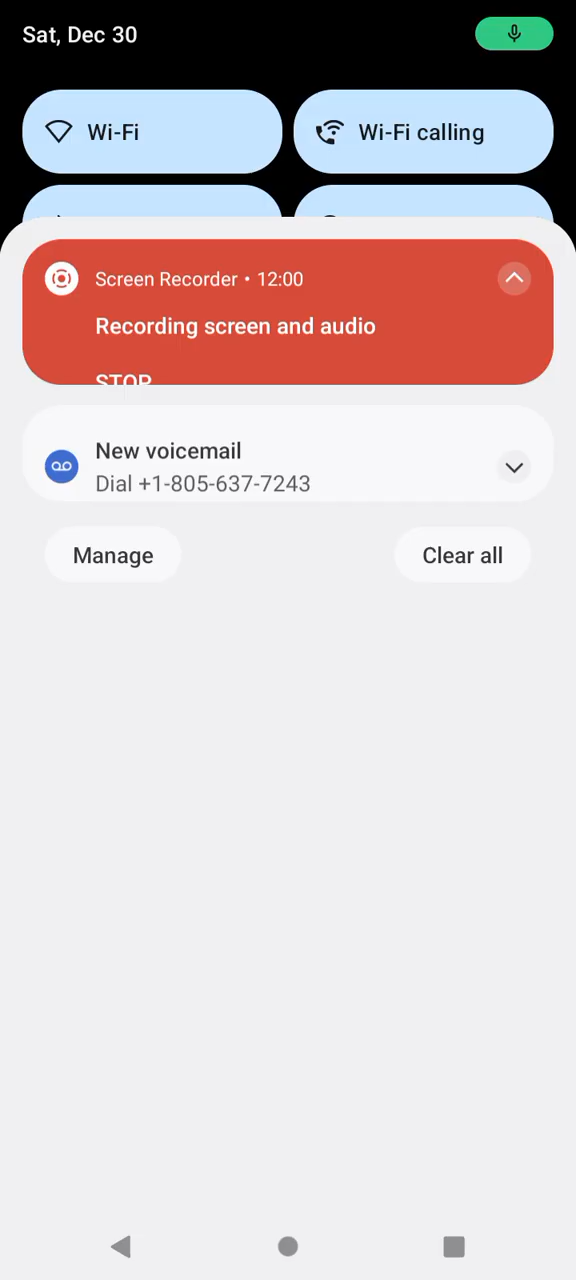 Sat, Dec 30
Wi-Fi
Wi-Fi calling
Screen Recorder • 12:00
Recording screen and audio
STOP
New voicemail
Dial +1-805-637-7243
Manage
Clear all